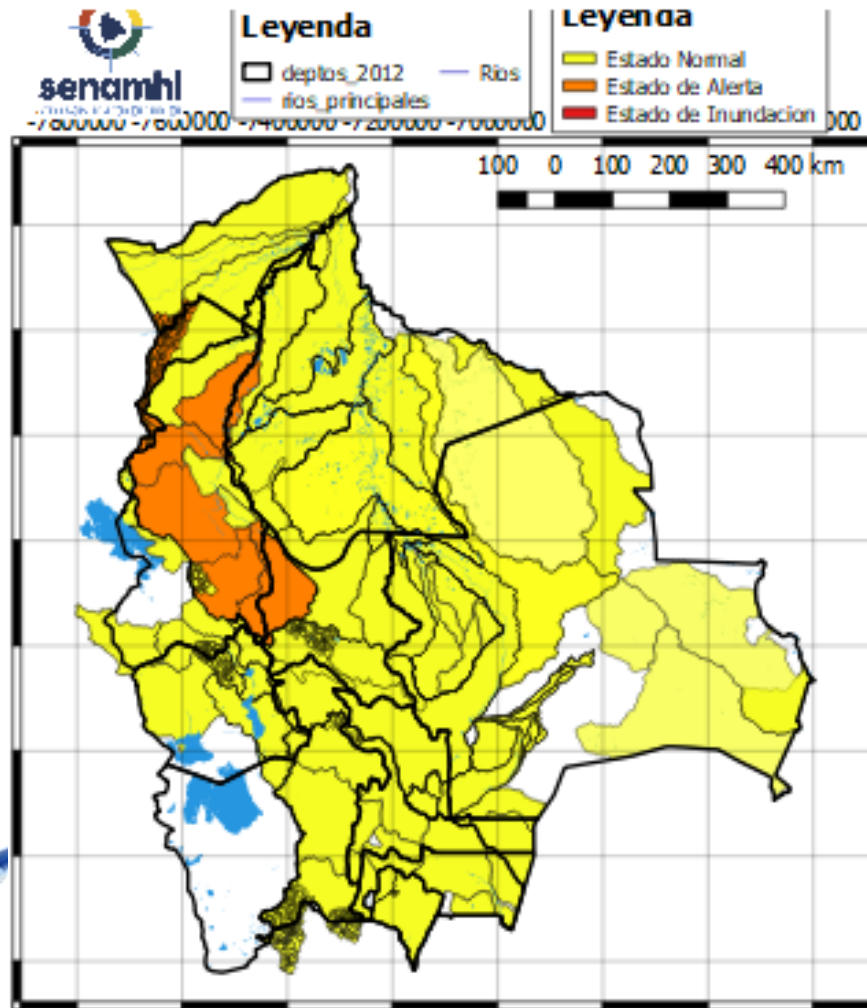 senamhi
Leyenda
deptos_2012
Rios
rios_principales
Leyenda
Estado Normal
Estado de Alerta
Estado de Inundacion
-7800000 -7600000 -7400000 -7200000 -7000000
100 0 100 200 300 400 km